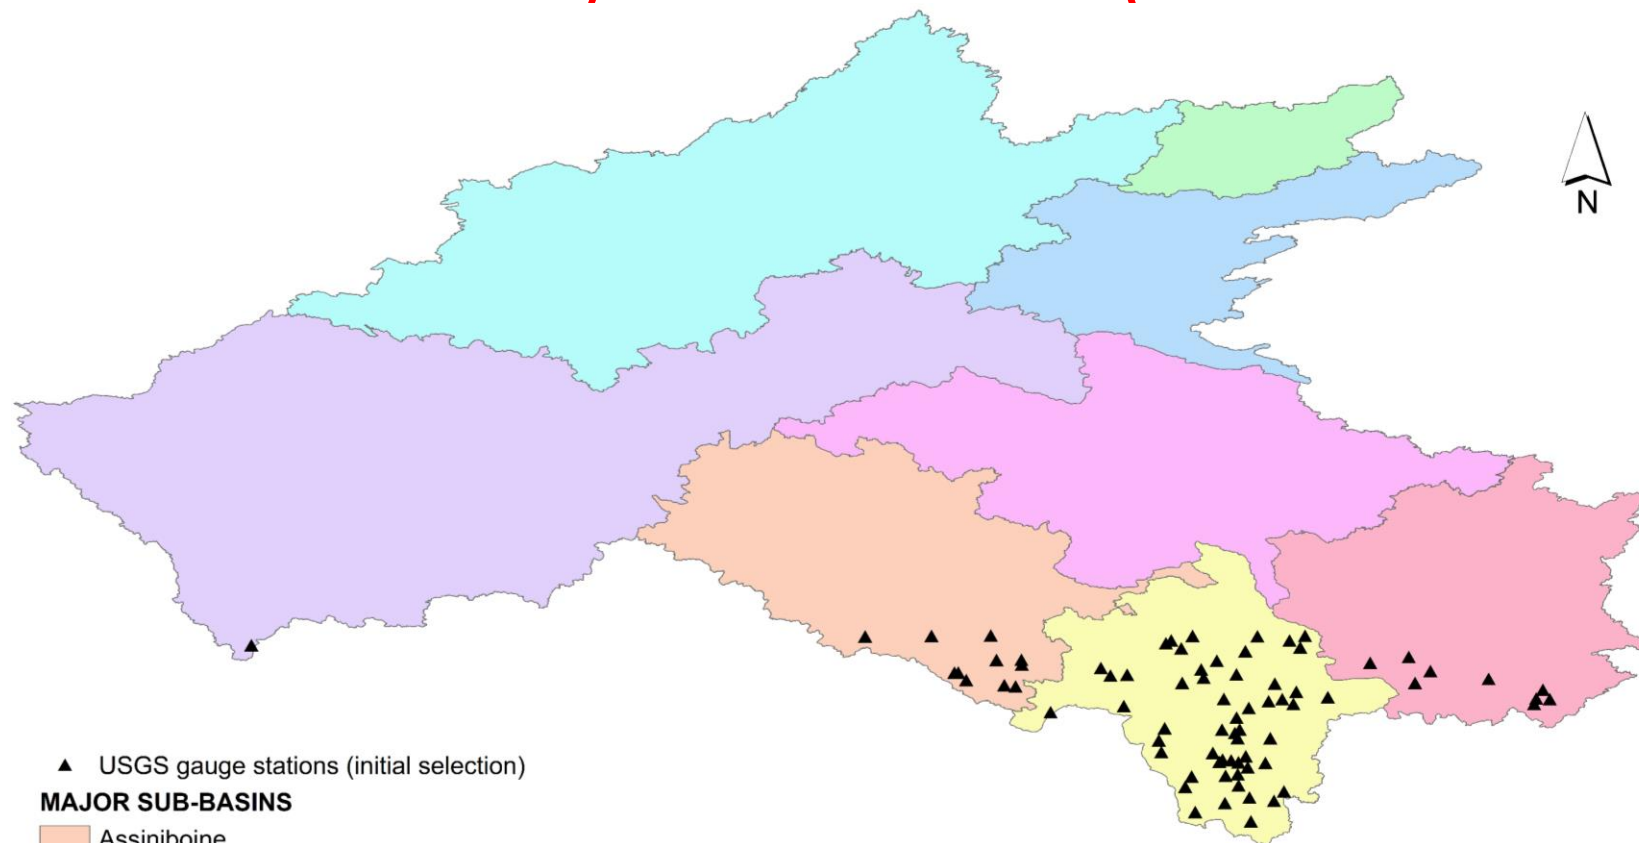 N
▲ USGS gauge stations (initial selection)
MAJOR SUB-BASINS
Assiniboine